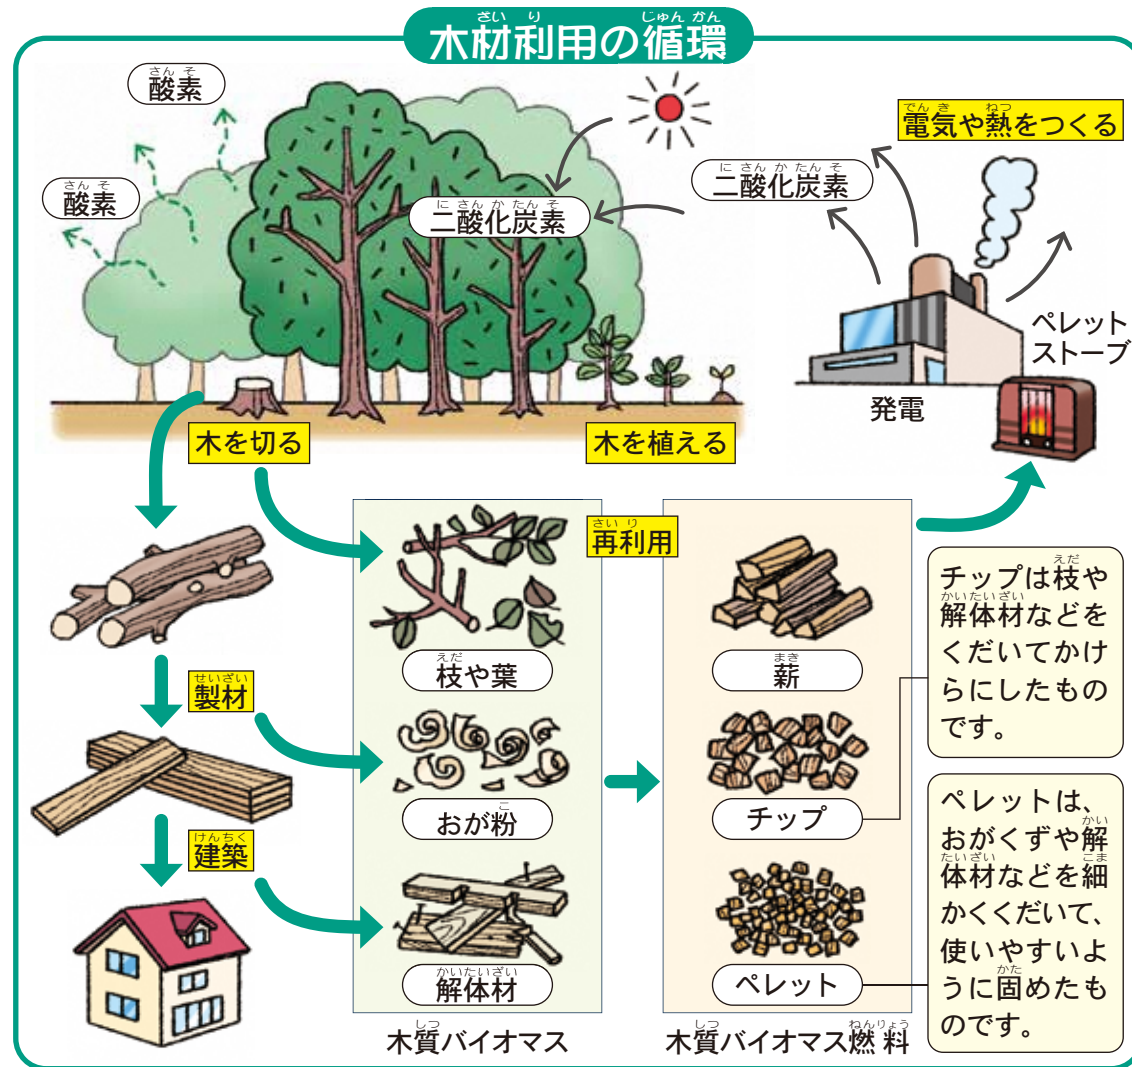 木材利用の循環
酸素
酸素
二酸化炭素
二酸化炭素
電気や熱をつくる
ペレット
ストーブ
発電
木を切る
木を植える
再利用
枝や葉
薪
製材
おが粉
チップ
建築
解体材
ペレット
木質バイオマス
木質バイオマス燃料
チップは枝や
解体材などを
くだいてかけ
らにしたもの
です。
ペレットは、
おがくずや解
体材などを細
かくくだいて、
使いやすいよ
うに固めたも
のです。